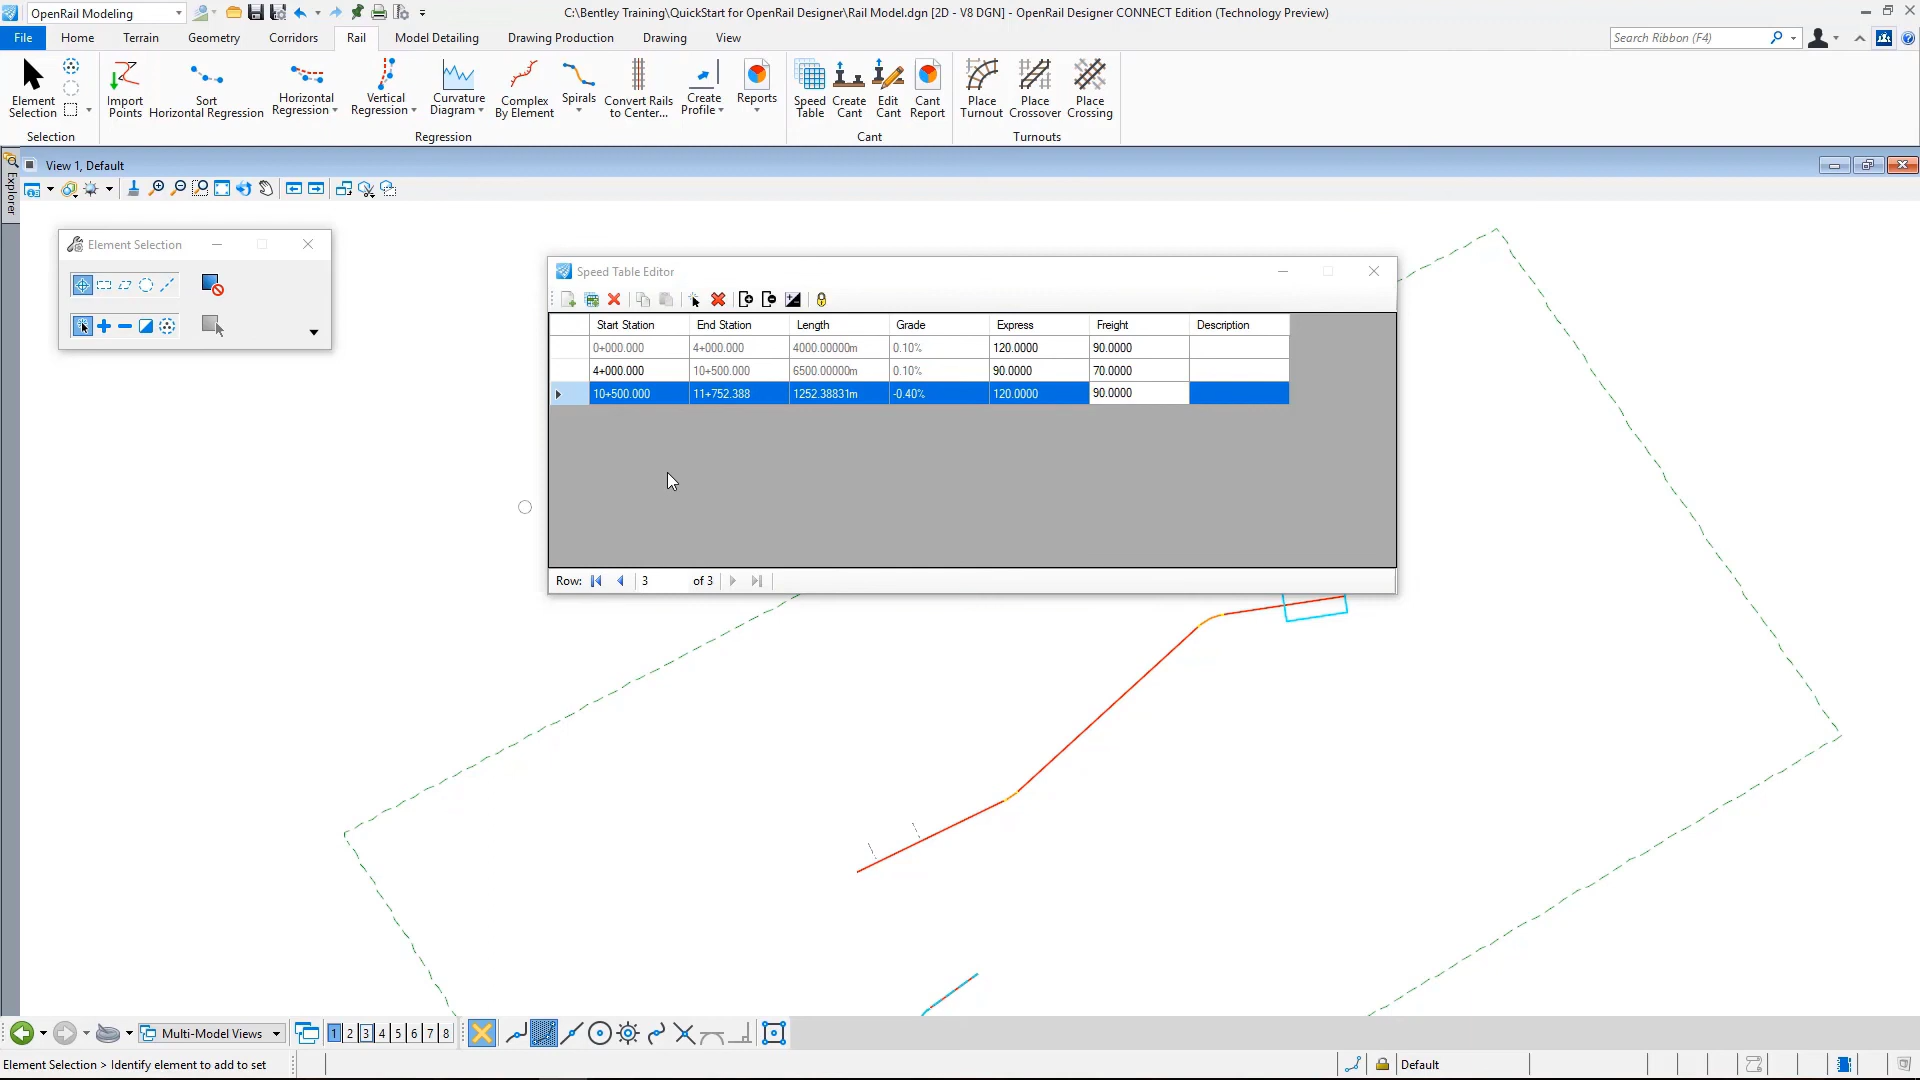 OpenRail Modeling
C:\Bentley Training\QuickStart for OpenRail Designer\Rail Model.dgn [2D - V8 DGN] - OpenRail Designer CONNECT Edition (Technology Preview)
File Home Terrain Geometry Corridors Rail Model Detailing Drawing Production Drawing View
Search Ribbon (F4)
Element Selection
Import Points
Sort Horizontal Regression
Horizontal Regression
Vertical Regression
Curvature Diagram
Complex By Element
Spirals
Convert Rails to Center...
Create Profile
Reports
Speed Table
Create Cant
Edit Cant
Cant Report
Place Turnout
Place Crossover
Place Crossing
Selection Regression Cant Turnouts
Explorer
View 1, Default
Element Selection
Speed Table Editor
Start Station End Station Length Grade Express Freight Description
0+000.000 4+000.000 4000.00000m 0.10% 120.0000 90.0000
4+000.000 10+500.000 6500.00000m 0.10% 90.0000 70.0000
10+500.000 11+752.388 1252.38831m -0.40% 120.0000 90.0000
Row: 3 of 3
Multi-Model Views 1 2 3 4 5 6 7 8
Element Selection > Identify element to add to set
Default